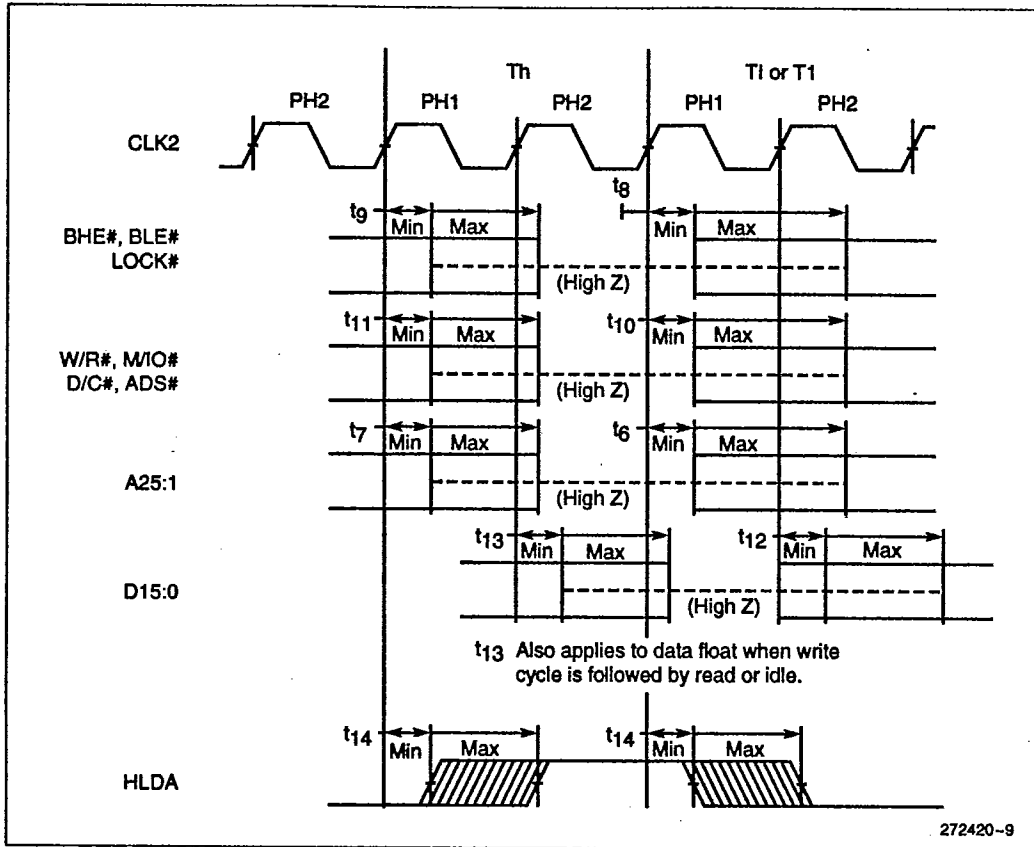 Th
TI or T1
PH2 PH1 PH2 PH1 PH2
CLK2
t9 Min Max
t8 Min Max
BHE#, BLE#
LOCK#
(High Z)
t11 Min Max
t10 Min Max
W/R#, M/IO#
D/C#, ADS#
(High Z)
t7 Min Max
t6 Min Max
A25:1
(High Z)
t13 Min Max
t12 Min Max
D15:0
(High Z)
t13 Also applies to data float when write
cycle is followed by read or idle.
t14 Min Max
t14 Min Max
HLDA
272420-9